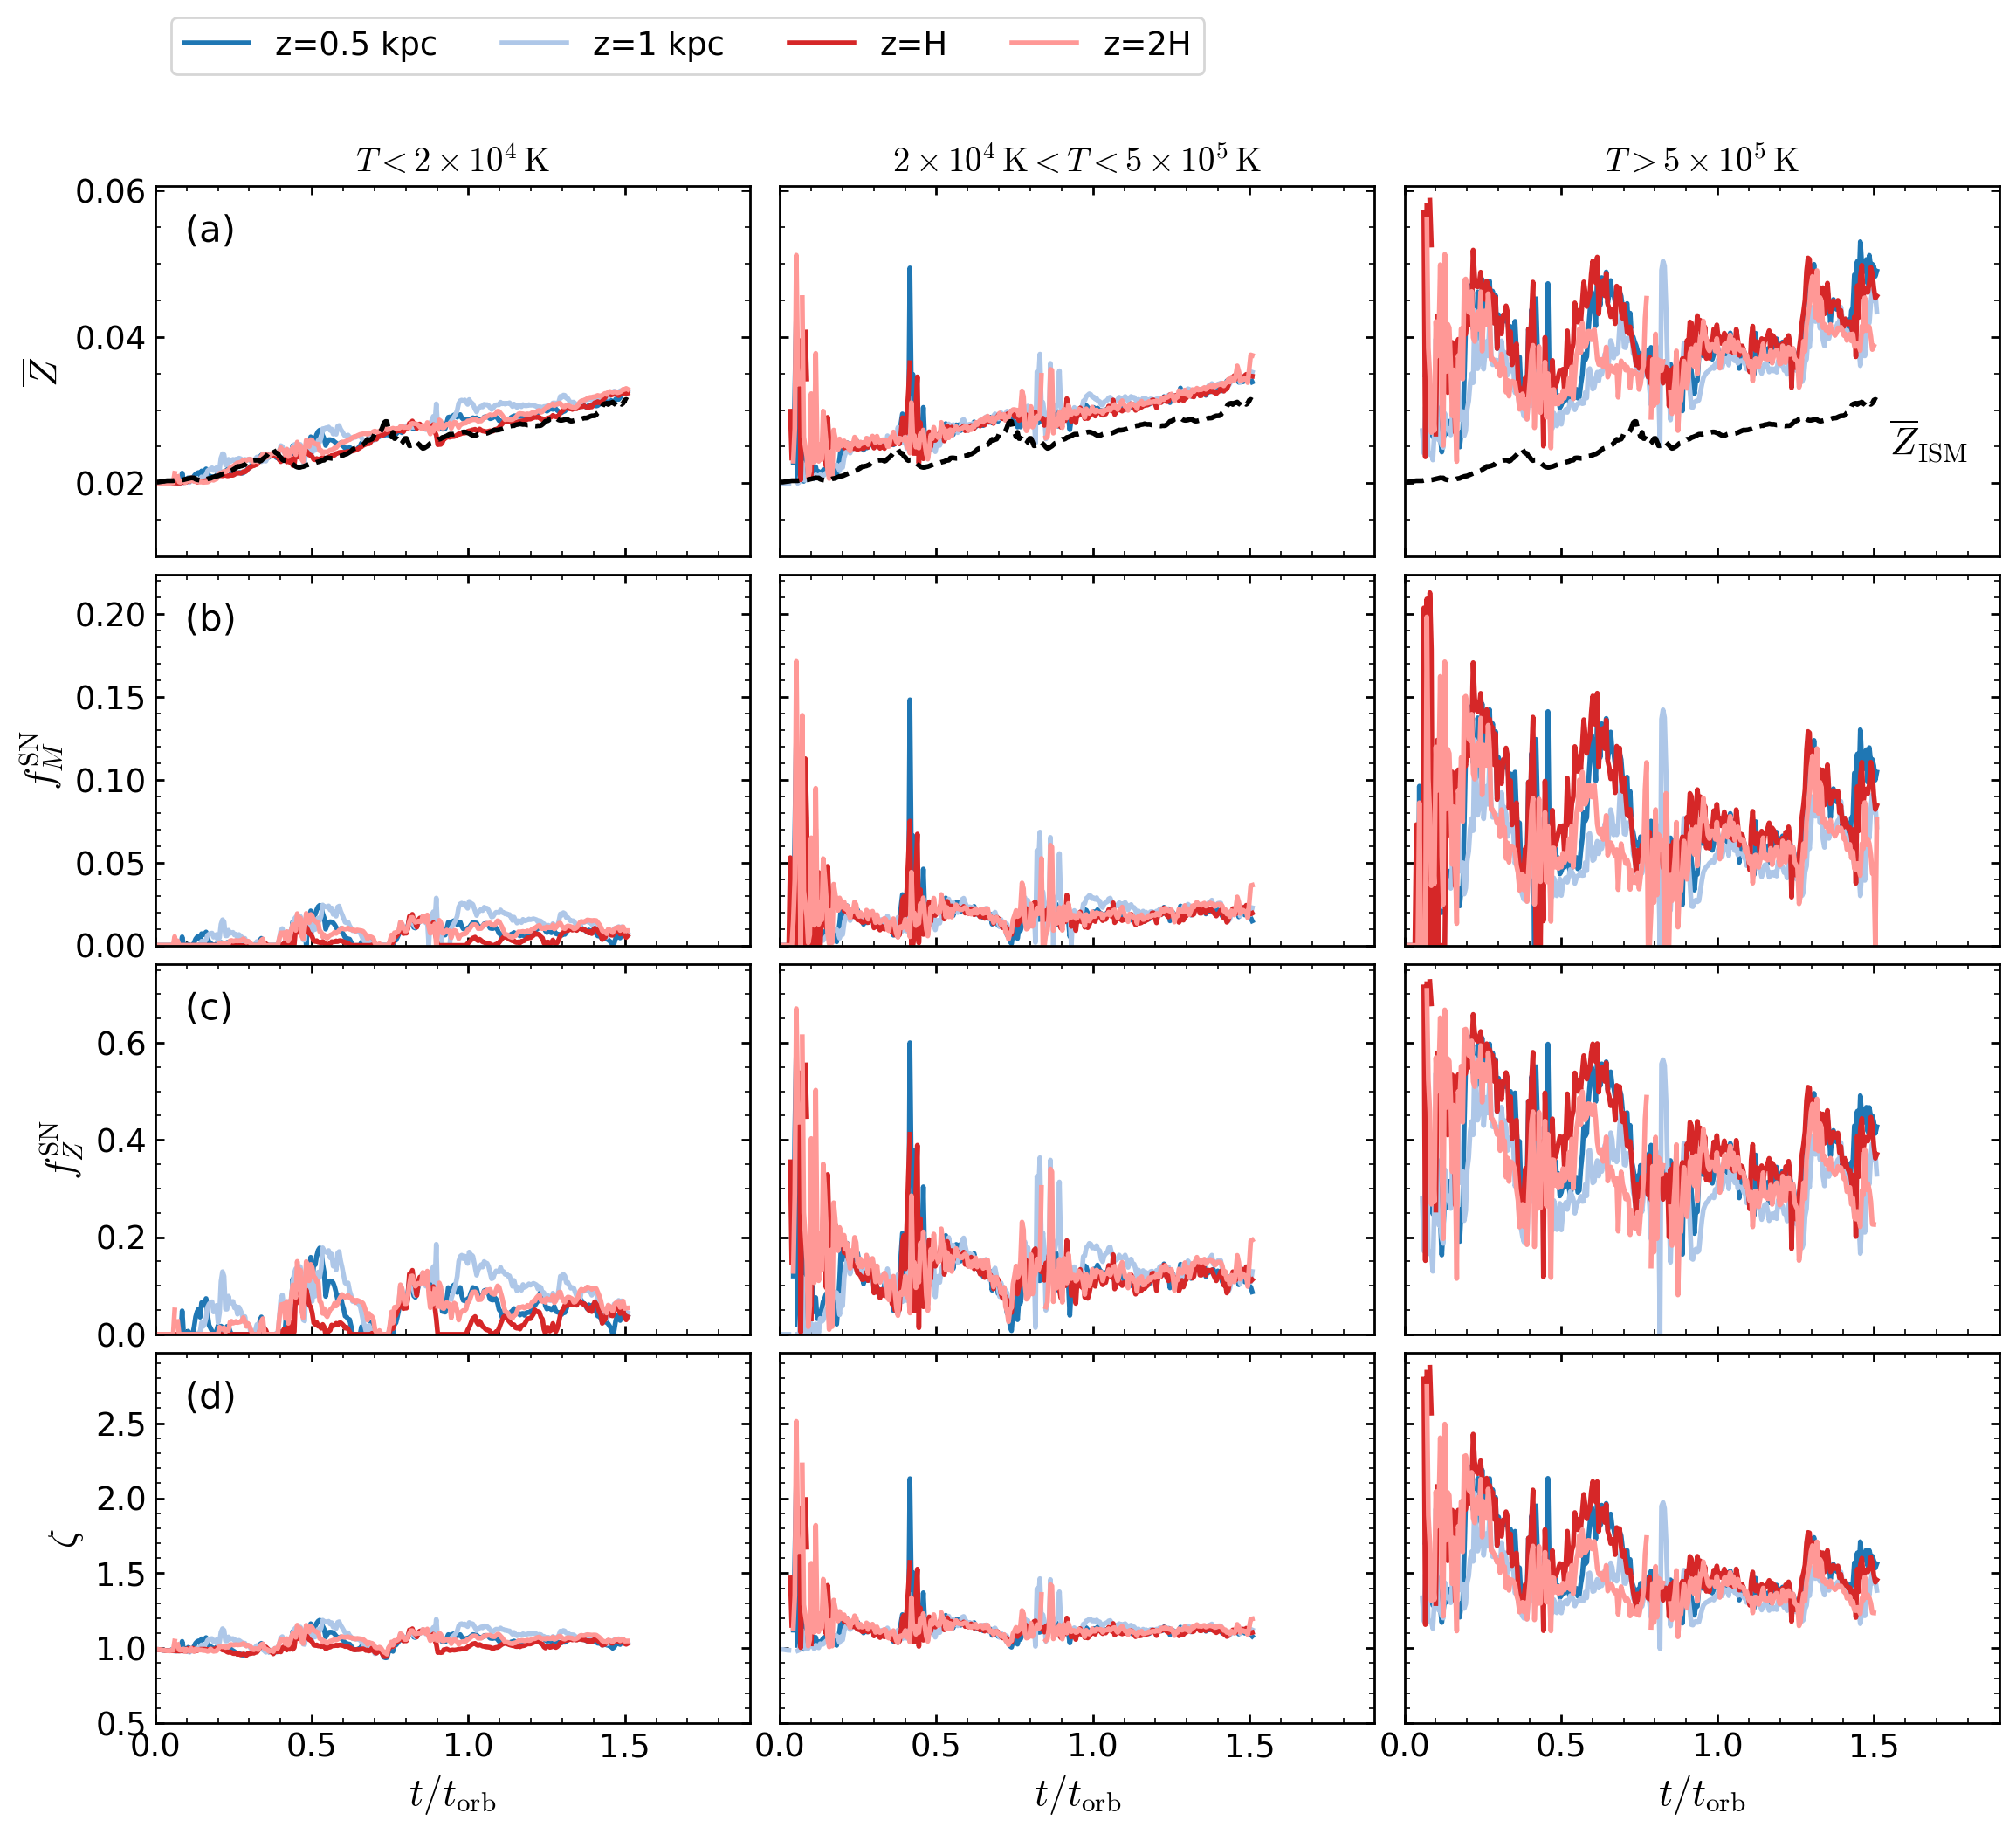 z=0.5 kpc z=1 kpc z=H z=2H
T < 2 × 10⁴ K 2 × 10⁴ K < T < 5 × 10⁵ K T > 5 × 10⁵ K
0.06
(a)
0.04
Z̅
0.02
Z̅_ISM
0.20
(b)
0.15
f_M^SN
0.10
0.05
0.00
(c)
0.6
0.4
f_Z^SN
0.2
0.0
(d)
2.5
2.0
ζ
1.5
1.0
0.5
0.0 0.5 1.0 1.5 0.0 0.5 1.0 1.5 0.0 0.5 1.0 1.5
t/t_orb t/t_orb t/t_orb